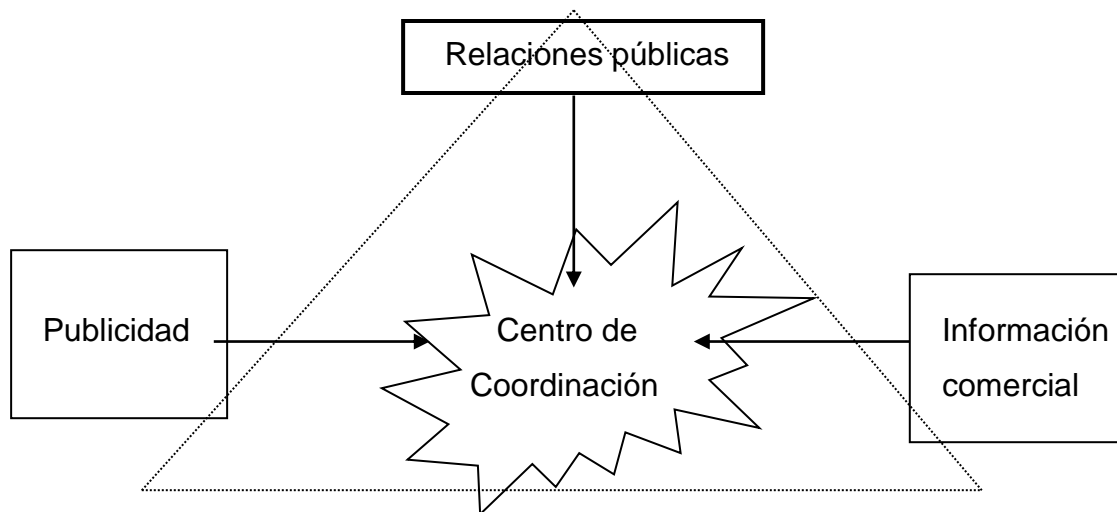 Relaciones públicas
Publicidad
Centro de
Coordinación
Información
comercial